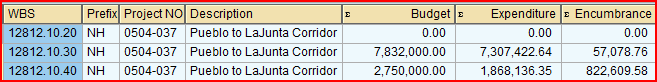 WBS Prefix Project NO Description Σ Budget Σ Expenditure Σ Encumbrance
12812.10.20 NH 0504-037 Pueblo to LaJunta Corridor 0.00 0.00 0.00
12812.10.30 NH 0504-037 Pueblo to LaJunta Corridor 7,832,000.00 7,307,422.64 57,078.76
12812.10.40 NH 0504-037 Pueblo to LaJunta Corridor 2,750,000.00 1,868,136.35 822,609.58